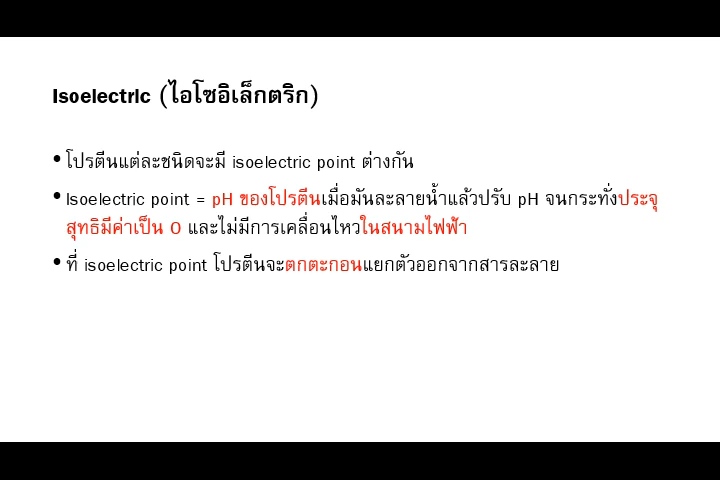 Isoelectric (ไอโซอิเล็กตริก)
• โปรตีนแต่ละชนิดจะมี isoelectric point ต่างกัน
• Isoelectric point = pH ของโปรตีนเมื่อมันละลายน้ำแล้วปรับ pH จนกระทั่งประจุ
สุทธิมีค่าเป็น 0 และไม่มีการเคลื่อนไหวในสนามไฟฟ้า
• ที่ isoelectric point โปรตีนจะตกตะกอนแยกตัวออกจากสารละลาย